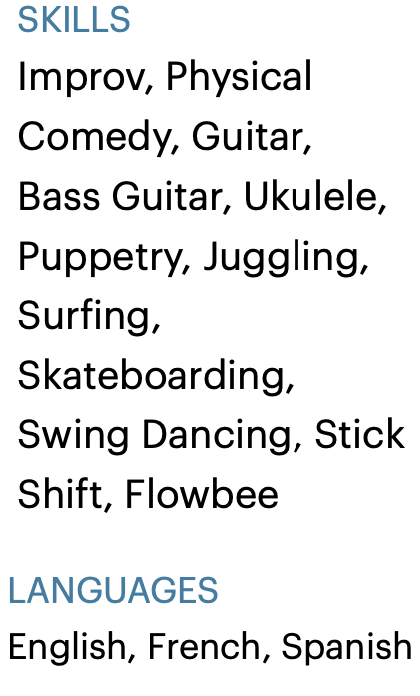 SKILLS
Improv, Physical
Comedy, Guitar,
Bass Guitar, Ukulele,
Puppetry, Juggling,
Surfing,
Skateboarding,
Swing Dancing, Stick
Shift, Flowbee
LANGUAGES
English, French, Spanish